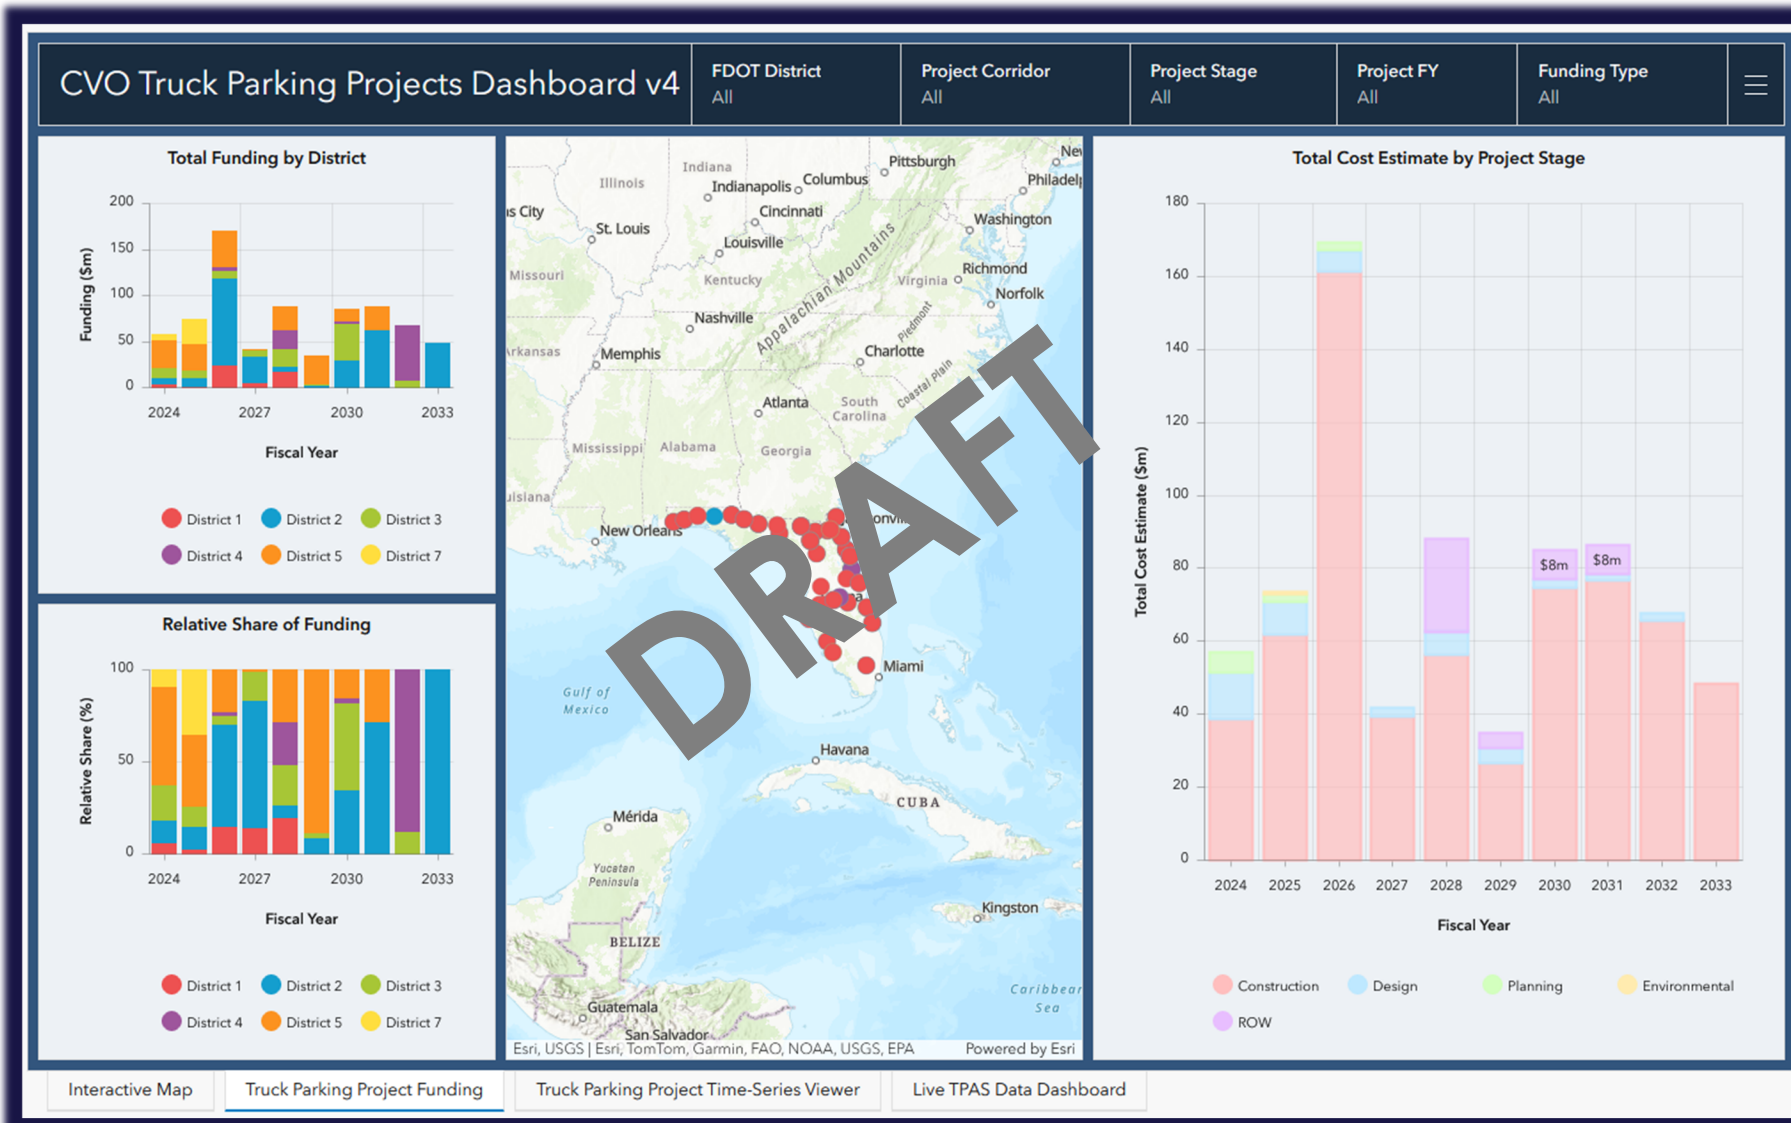 CVO Truck Parking Projects Dashboard v4
FDOT District
All
Project Corridor
All
Project Stage
All
Project FY
All
Funding Type
All
Total Funding by District
Funding ($m)
200
150
100
50
0
2024
2027
2030
2033
Fiscal Year
District 1
District 2
District 3
District 4
District 5
District 7
Relative Share of Funding
Relative Share (%)
100
50
0
2024
2027
2030
2033
Fiscal Year
District 1
District 2
District 3
District 4
District 5
District 7
Pittsburgh
Indiana
Illinois
Indianapolis
Columbus
Philadelp
as City
Cincinnati
St. Louis
Washington
Louisville
Missouri
Kentucky
Appalachian Mountains
Virginia
Richmond
Norfolk
Nashville
Piedmont
Arkansas
Memphis
Charlotte
Coastal Plain
Atlanta
South
Carolina
Mississippi
Alabama
Georgia
uisiana
New Orleans
DRAFT
Miami
Gulf of
Mexico
Havana
CUBA
Mérida
Yucatan
Peninsula
Kingston
BELIZE
Caribbean
Sea
Guatemala
San Salvador
Esri, USGS | Esri, TomTom, Garmin, FAO, NOAA, USGS, EPA
Powered by Esri
Total Cost Estimate by Project Stage
Total Cost Estimate ($m)
180
160
140
120
100
80
60
40
20
0
$8m
$8m
2024
2025
2026
2027
2028
2029
2030
2031
2032
2033
Fiscal Year
Construction
Design
Planning
Environmental
ROW
Interactive Map
Truck Parking Project Funding
Truck Parking Project Time-Series Viewer
Live TPAS Data Dashboard